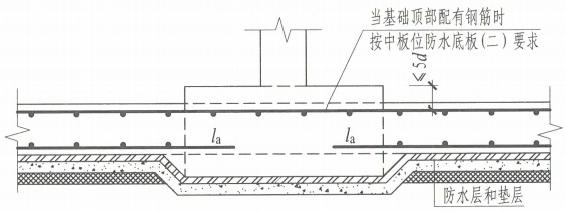 当基础顶部配有钢筋时
按中板位防水底板(二)要求
≤5d
la
la
防水层和垫层